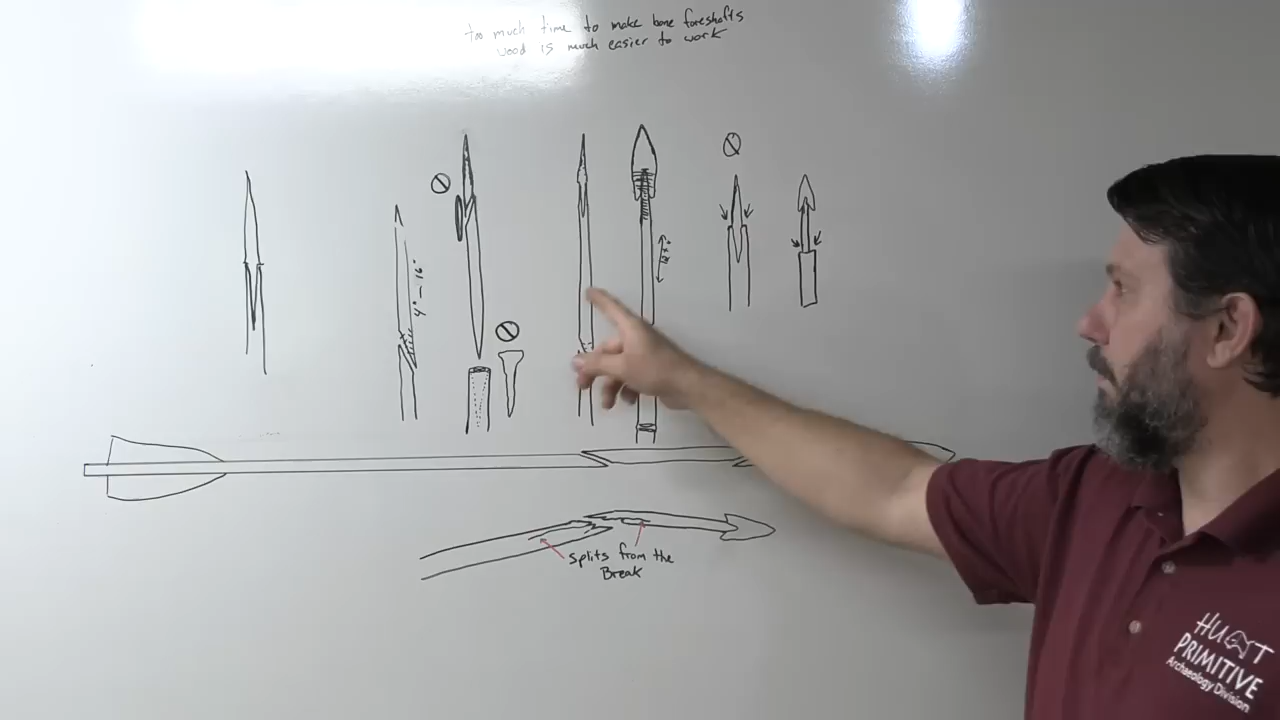 too much time to make bone foreshafts
wood is much easier to work
4" – 16"
splits from the
Break
HUNT
PRIMITIVE
Archaeology Division